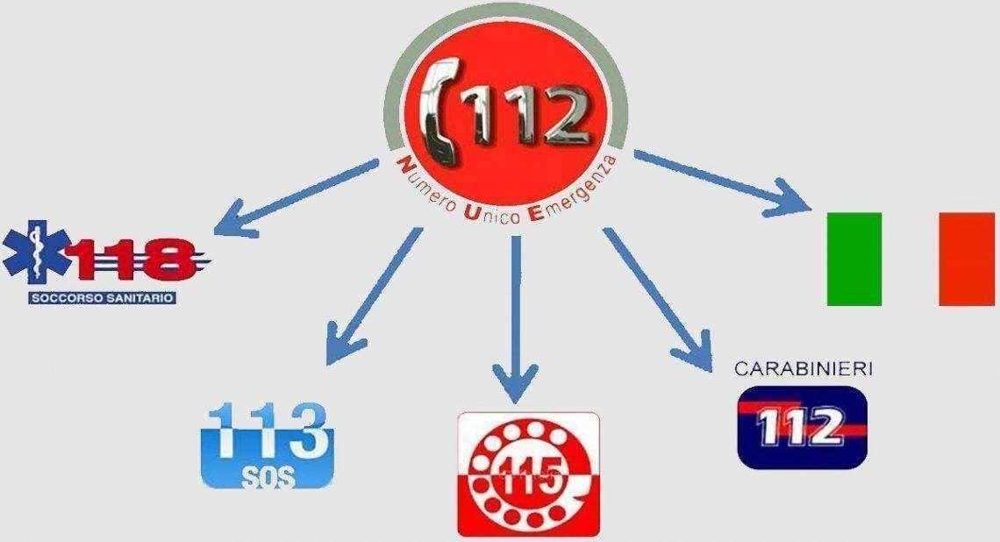 112
Numero Unico Emergenza
118
SOCCORSO SANITARIO
113
SOS
115
CARABINIERI
112